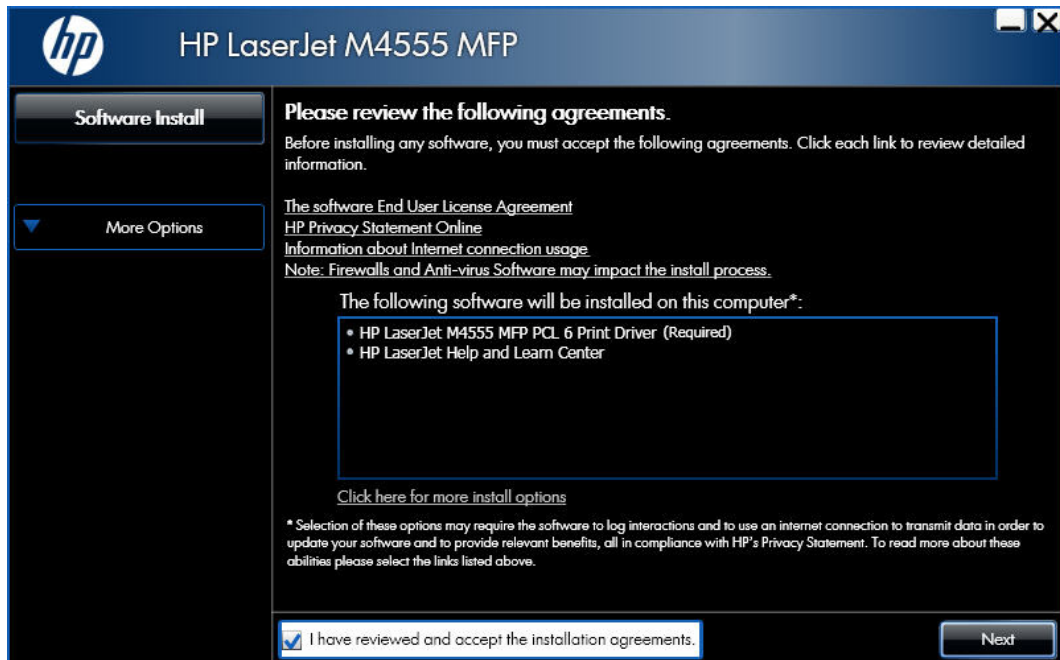 hp
HP LaserJet M4555 MFP
Software Install
More Options
Please review the following agreements.
Before installing any software, you must accept the following agreements. Click each link to review detailed
information.
The software End User License Agreement
HP Privacy Statement Online
Information about Internet connection usage
Note: Firewalls and Anti-virus Software may impact the install process.
The following software will be installed on this computer*:
• HP LaserJet M4555 MFP PCL 6 Print Driver (Required)
• HP LaserJet Help and Learn Center
Click here for more install options
* Selection of these options may require the software to log interactions and to use an internet connection to transmit data in order to
update your software and to provide relevant benefits, all in compliance with HP's Privacy Statement. To read more about these
abilities please select the links listed above.
I have reviewed and accept the installation agreements.
Next